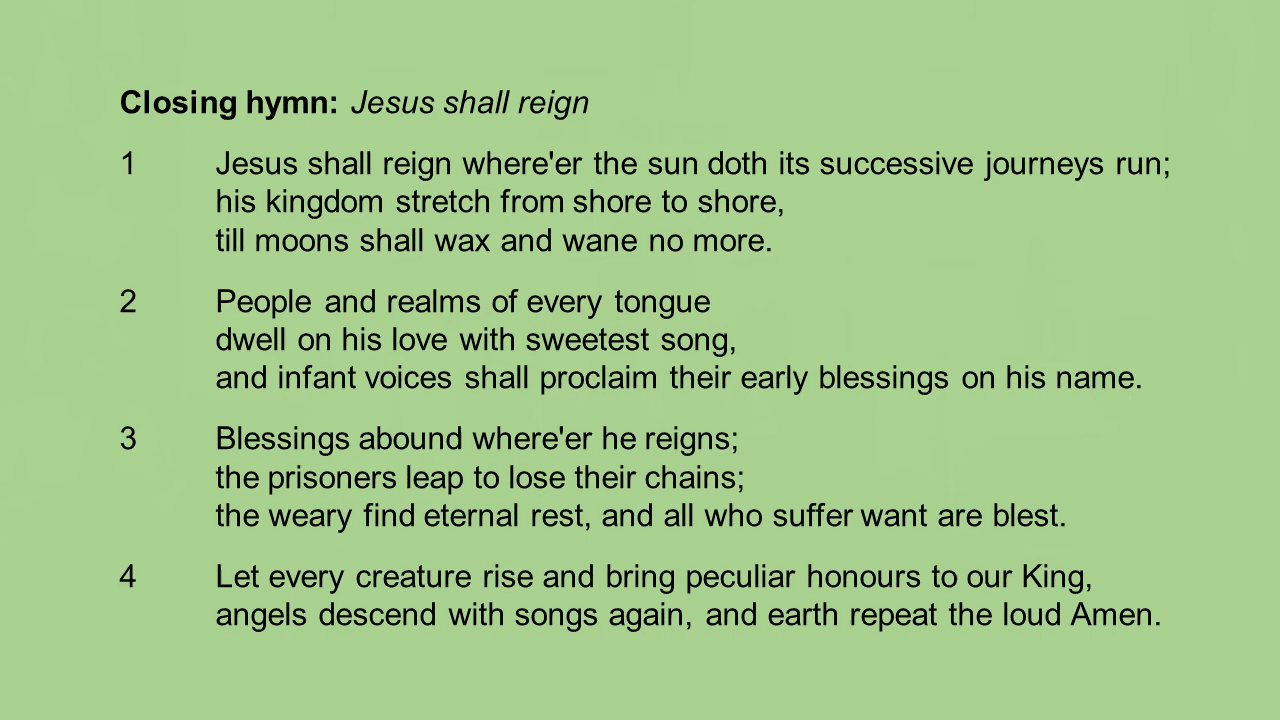 Closing hymn: Jesus shall reign
1 Jesus shall reign where'er the sun doth its successive journeys run;
his kingdom stretch from shore to shore,
till moons shall wax and wane no more.
2 People and realms of every tongue
dwell on his love with sweetest song,
and infant voices shall proclaim their early blessings on his name.
3 Blessings abound where'er he reigns;
the prisoners leap to lose their chains;
the weary find eternal rest, and all who suffer want are blest.
4 Let every creature rise and bring peculiar honours to our King,
angels descend with songs again, and earth repeat the loud Amen.